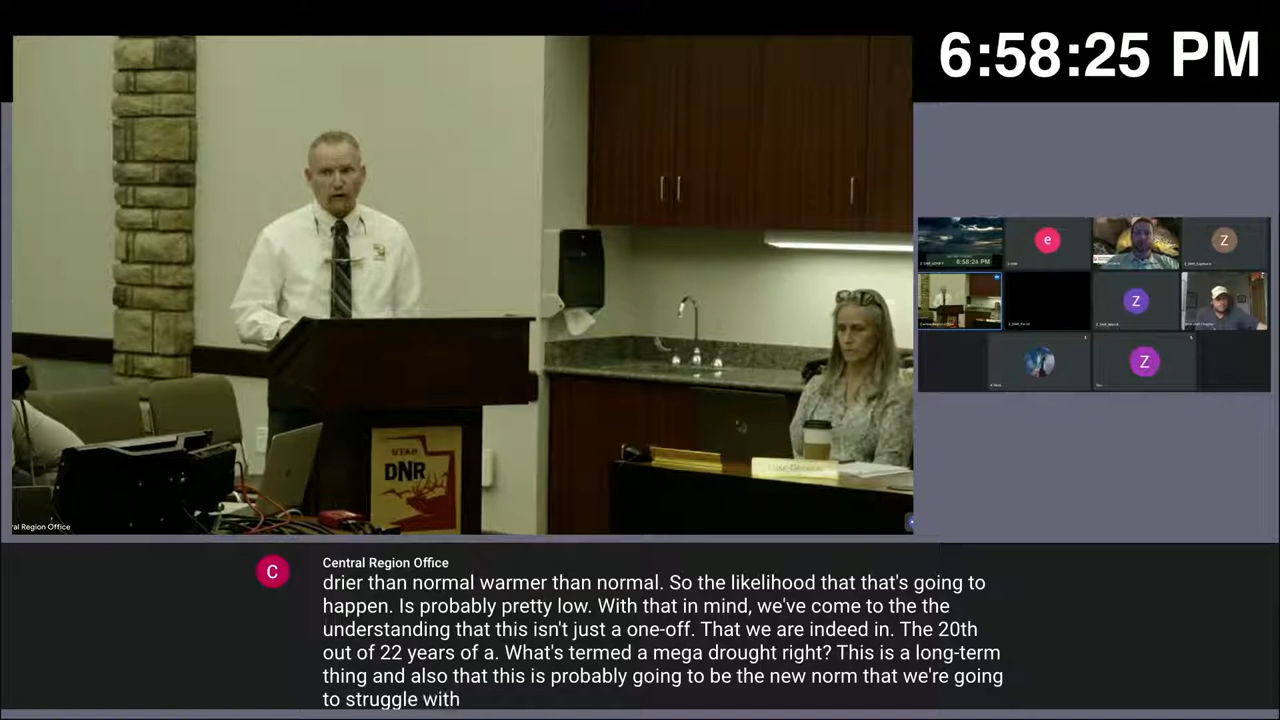 6:58:25 PM
6:58:24 PM
e
Z
Z
Z
UTAH
DNR
ral Region Office
C
Central Region Office
drier than normal warmer than normal. So the likelihood that that's going to
happen. Is probably pretty low. With that in mind, we've come to the the
understanding that this isn't just a one-off. That we are indeed in. The 20th
out of 22 years of a. What's termed a mega drought right? This is a long-term
thing and also that this is probably going to be the new norm that we're going
to struggle with